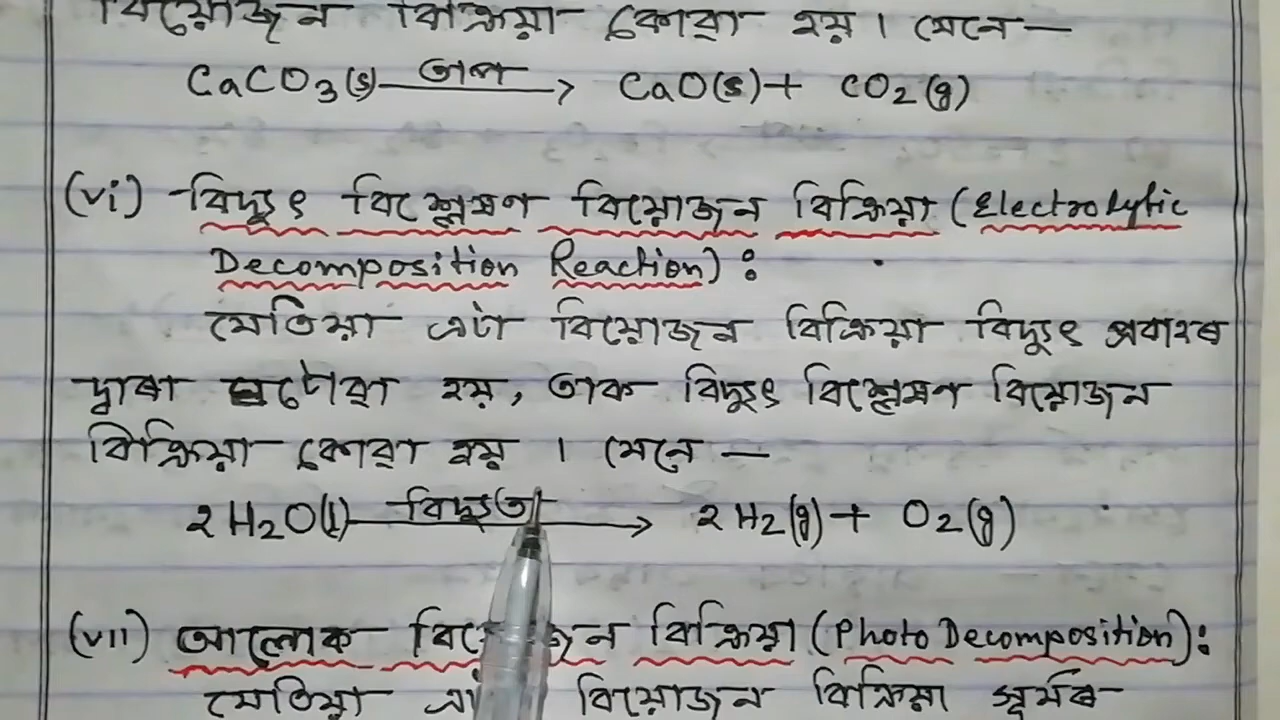 বিয়োজন বিক্ৰিয়া কোৱা হয়। যেনে—
CaCO₃(s) —তাপ→ CaO(s) + CO₂(g)
(vi) বিদ্যুৎ বিশ্লেষণ বিয়োজন বিক্ৰিয়া (Electrolytic
Decomposition Reaction) :
যেতিয়া এটা বিয়োজন বিক্ৰিয়া বিদ্যুৎ প্ৰবাহৰ
দ্বাৰা ঘটোৱা হয়, তাক বিদ্যুৎ বিশ্লেষণ বিয়োজন
বিক্ৰিয়া কোৱা হয় । যেনে —
2H₂O(l) → 2H₂(g) + O₂(g)
(vii) আলোক বিক্ৰিয়া (Photo Decomposition) :
যেতিয়া বিয়োজন বিক্ৰিয়া সূৰ্যৰ